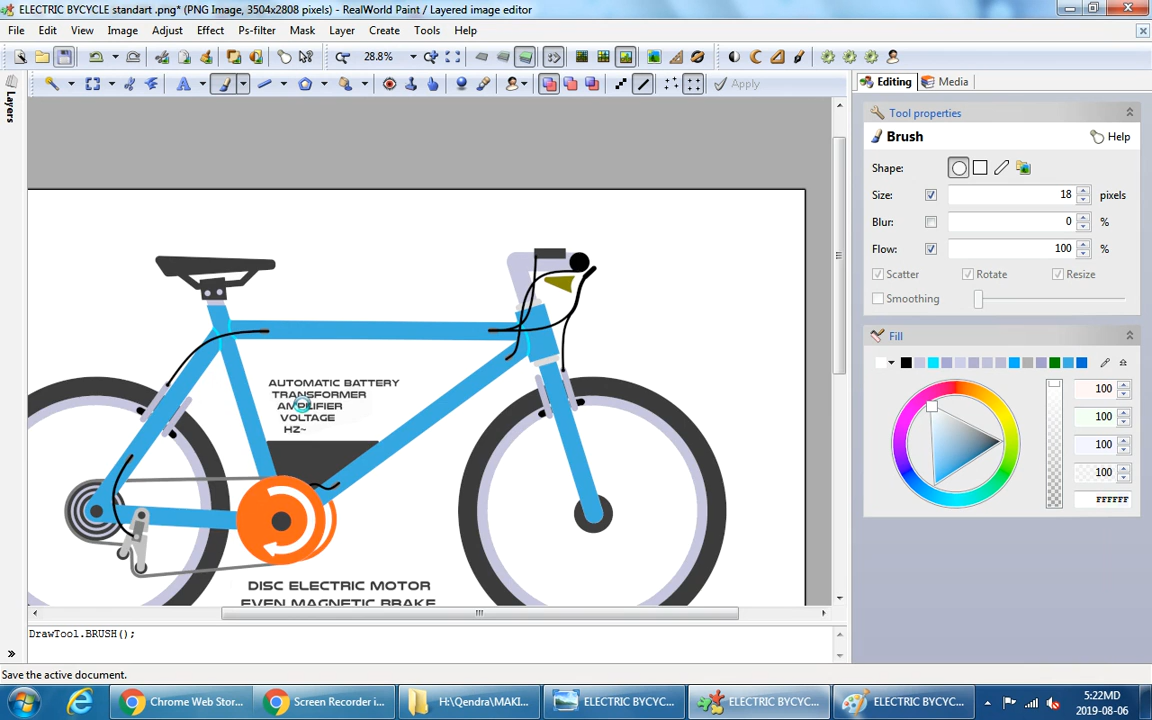 ELECTRIC BYCYCLE standart .png* (PNG Image, 3504x2808 pixels) - RealWorld Paint / Layered image editor
File Edit View Image Adjust Effect Ps-filter Mask Layer Create Tools Help
28.8%
Apply
Layers
Editing Media
Tool properties
Brush Help
Shape:
Size: 18 pixels
Blur: 0 %
Flow: 100 %
Scatter Rotate Resize
Smoothing
Fill
100
100
100
100
FFFFFF
AUTOMATIC BATTERY
TRANSFORMER
AMPLIFIER
VOLTAGE
HZ~
DISC ELECTRIC MOTOR
EVEN MAGNETIC BRAKE
DrawTool.BRUSH();
Save the active document.
Chrome Web Stor... Screen Recorder i... H:\Qendra\MAKI... ELECTRIC BYCYC... ELECTRIC BYCYC... ELECTRIC BYCYC...
5:22MD
2019-08-06